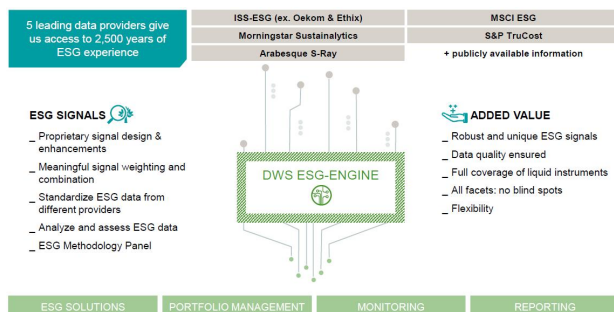 5 leading data providers give
us access to 2,500 years of
ESG experience
ISS-ESG (ex. Oekom & Ethix)
MSCI ESG
Morningstar Sustainalytics
S&P TruCost
Arabesque S-Ray
+ publicly available information
ESG SIGNALS
_ Proprietary signal design &
enhancements
_ Meaningful signal weighting and
combination
_ Standardize ESG data from
different providers
_ Analyze and assess ESG data
_ ESG Methodology Panel
DWS ESG-ENGINE
ADDED VALUE
_ Robust and unique ESG signals
_ Data quality ensured
_ Full coverage of liquid instruments
_ All facets: no blind spots
_ Flexibility
ESG SOLUTIONS
PORTFOLIO MANAGEMENT
MONITORING
REPORTING